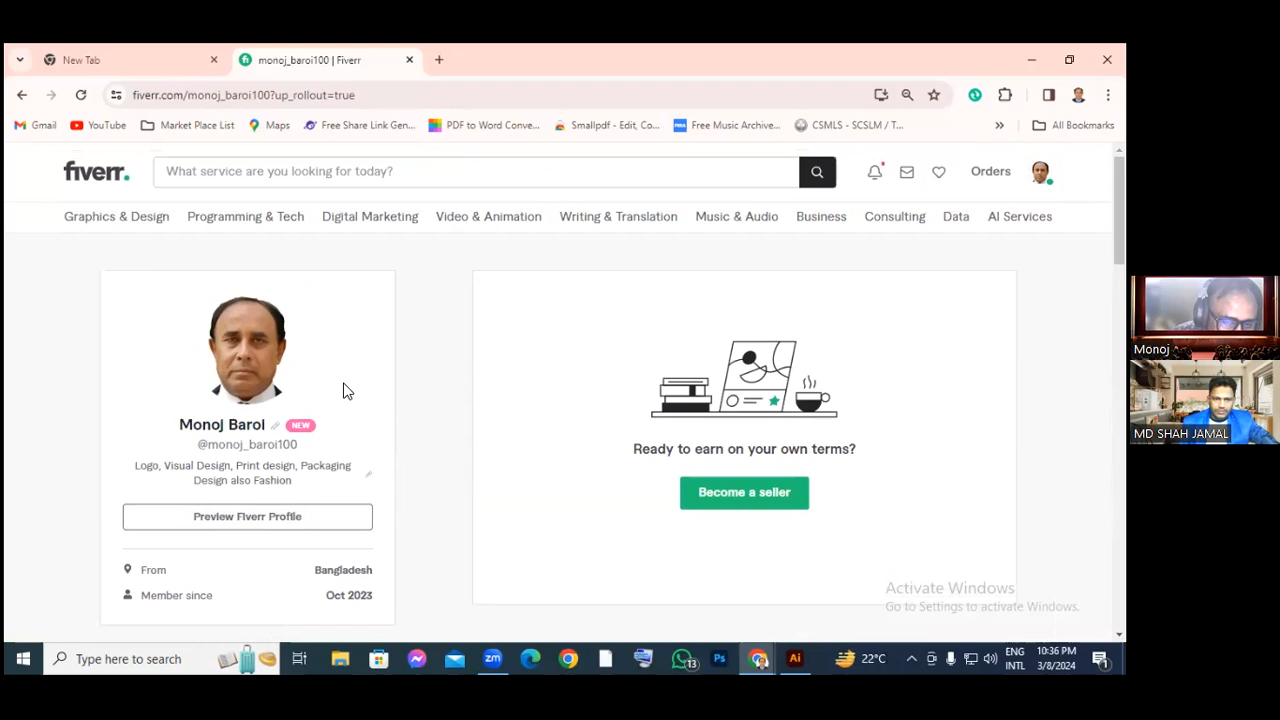 New Tab
monoj_baroi100 | Fiverr
fiverr.com/monoj_baroi100?up_rollout=true
Gmail
YouTube
Market Place List
Maps
Free Share Link Gen...
PDF to Word Conve...
Smallpdf - Edit, Co...
Free Music Archive...
CSMLS - SCSLM / T...
All Bookmarks
fiverr.
What service are you looking for today?
Orders
Graphics & Design
Programming & Tech
Digital Marketing
Video & Animation
Writing & Translation
Music & Audio
Business
Consulting
Data
AI Services
Monoj Baroi
NEW
@monoj_baroi100
Logo, Visual Design, Print design, Packaging
Design also Fashion
Preview Fiverr Profile
From
Bangladesh
Member since
Oct 2023
Ready to earn on your own terms?
Become a seller
Activate Windows
Go to Settings to activate Windows.
Monoj
MD SHAH JAMAL
Type here to search
zm
13
Ps
Ai
22°C
ENG
INTL
10:36 PM
3/8/2024
1